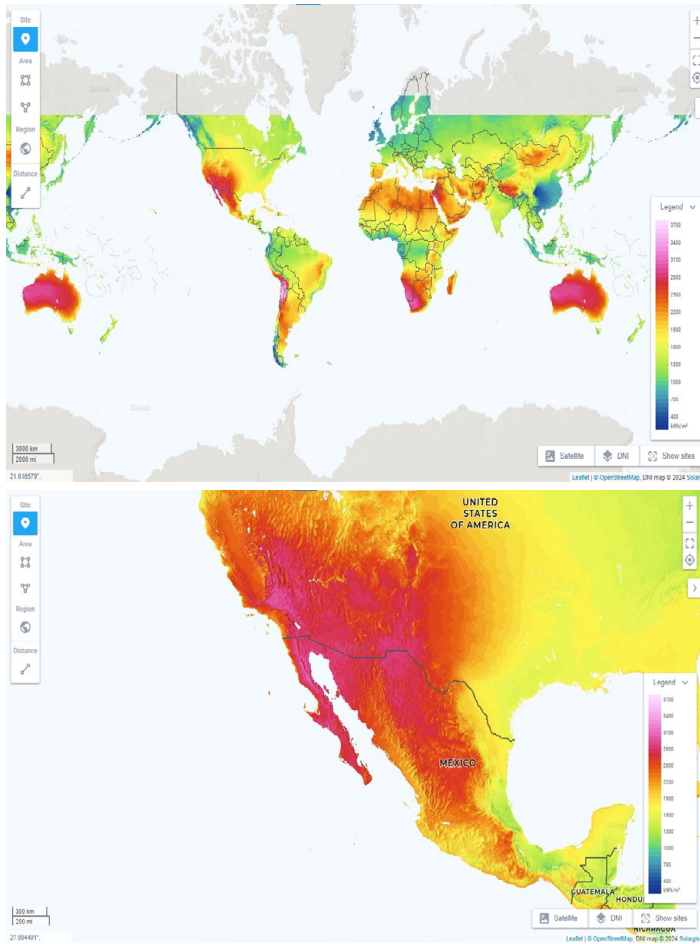 Site
Area
Region
Distance
Legend
3700
3400
3100
2800
2500
2200
1900
1600
1300
1000
700
400
kWh/m²
3000 km
2000 mi
21.616579°,
Satellite
DNI
Show sites
Leaflet | © OpenStreetMap, DNI map © 2024 Solar
UNITED
STATES
OF AMERICA
Site
Area
Region
Distance
MÉXICO
Legend
3700
3400
3100
2800
2500
2200
1900
1600
1300
1000
700
400
kWh/m²
GUATEMALA
HONDU
NICARAGUA
300 km
200 mi
27.994401°,
Satellite
DNI
Show sites
Leaflet | © OpenStreetMap, DNI map © 2024 Solargis